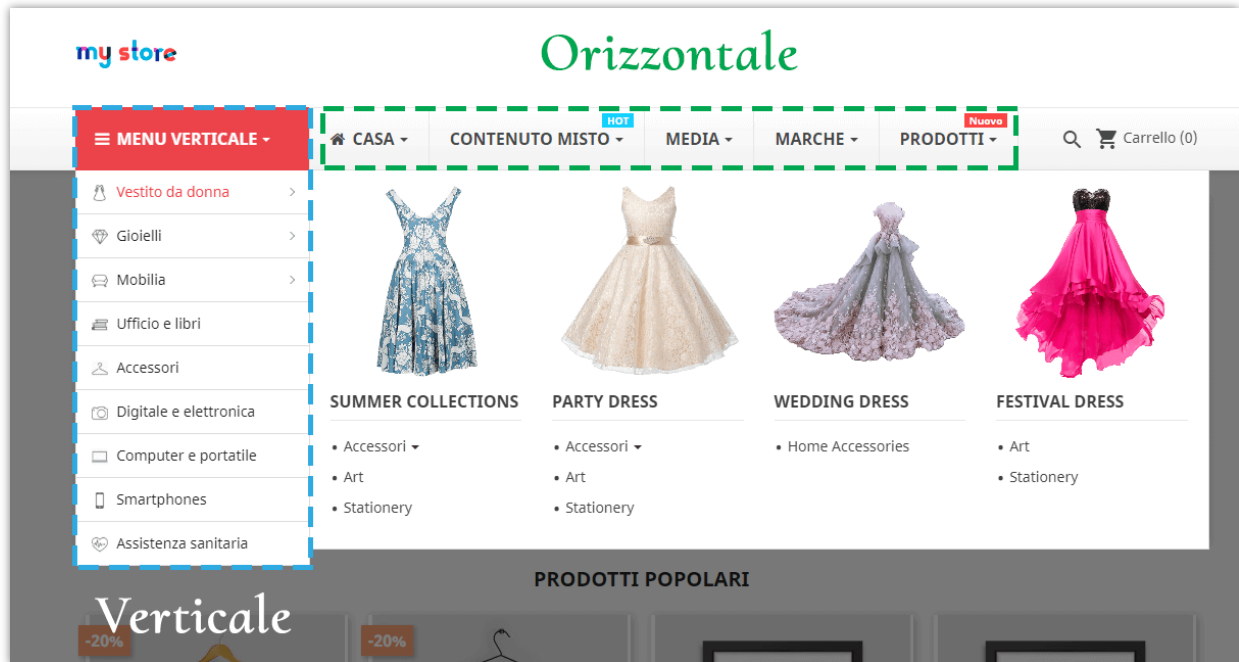 my store
Orizzontale
HOT
Nuovo
MENU VERTICALE
CASA
CONTENUTO MISTO
MEDIA
MARCHE
PRODOTTI
Carrello (0)
Vestito da donna
Gioielli
Mobilia
Ufficio e libri
Accessori
Digitale e elettronica
Computer e portatile
Smartphones
Assistenza sanitaria
SUMMER COLLECTIONS
• Accessori
• Art
• Stationery
PARTY DRESS
• Accessori
• Art
• Stationery
WEDDING DRESS
• Home Accessories
FESTIVAL DRESS
• Art
• Stationery
PRODOTTI POPOLARI
Verticale
-20%
-20%